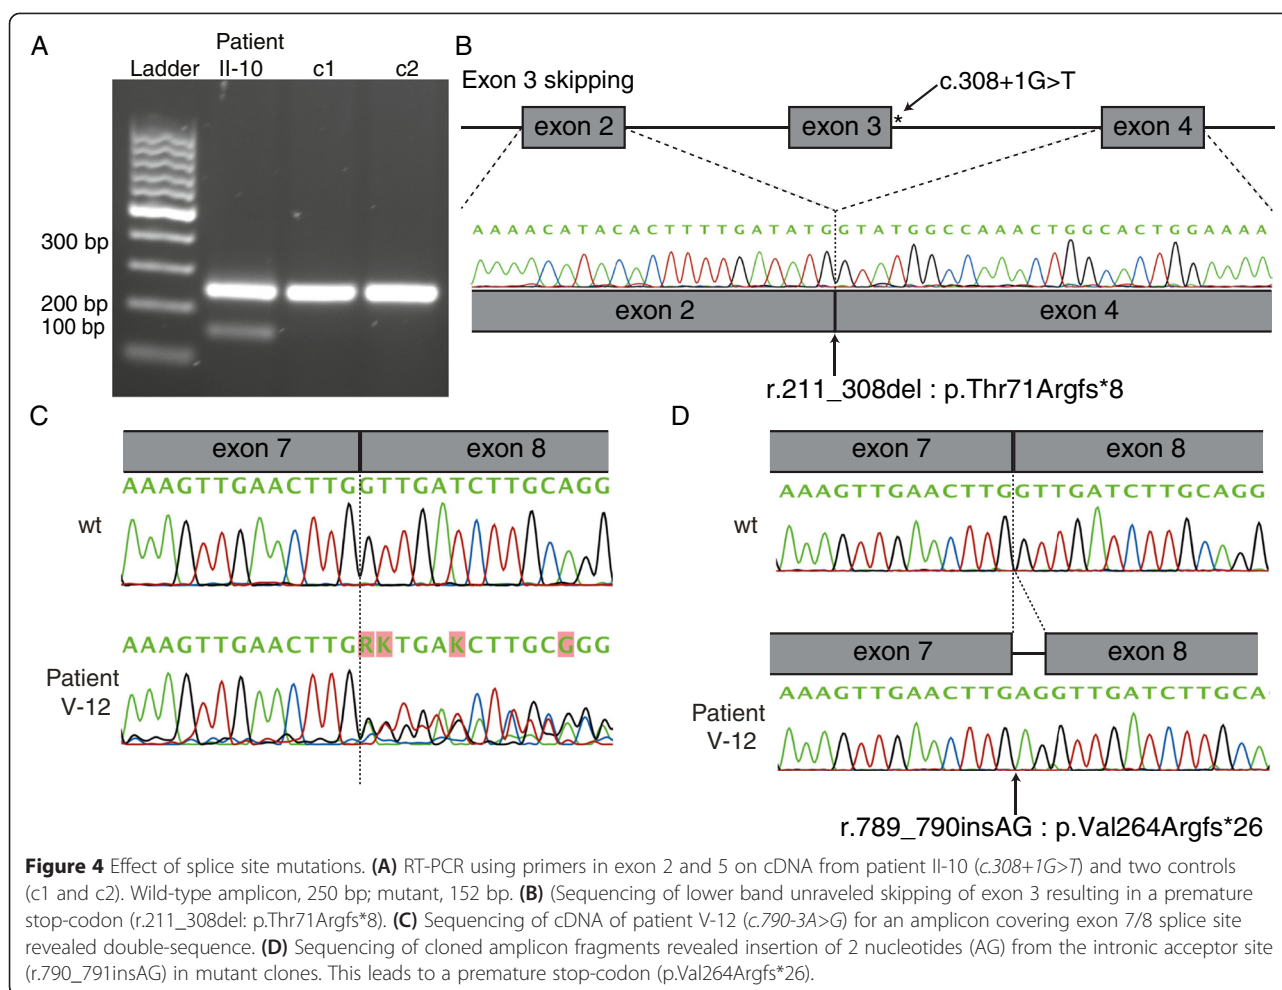 A
Patient
Ladder II-10 c1 c2
300 bp
200 bp
100 bp
B
Exon 3 skipping
c.308+1G>T
exon 2 exon 3 * exon 4
A A A A C A T A C A C T T T T G A T A T G G T A T G G C C A A A C T G G C A C T G G A A A A
exon 2 exon 4
r.211_308del : p.Thr71Argfs*8
C
exon 7 exon 8
AAAGTTGAACTTGGTTGATCTTGCAGG
wt
AAAGTTGAACTTGRKTGAKCTTGCGGG
Patient
V-12
D
exon 7 exon 8
AAAGTTGAACTTGGTTGATCTTGCAGG
wt
exon 7 exon 8
AAAGTTGAACTTGAGGTTGATCTTGCA
Patient
V-12
r.789_790insAG : p.Val264Argfs*26
Figure 4 Effect of splice site mutations. (A) RT-PCR using primers in exon 2 and 5 on cDNA from patient II-10 (c.308+1G>T) and two controls
(c1 and c2). Wild-type amplicon, 250 bp; mutant, 152 bp. (B) (Sequencing of lower band unraveled skipping of exon 3 resulting in a premature
stop-codon (r.211_308del: p.Thr71Argfs*8). (C) Sequencing of cDNA of patient V-12 (c.790-3A>G) for an amplicon covering exon 7/8 splice site
revealed double-sequence. (D) Sequencing of cloned amplicon fragments revealed insertion of 2 nucleotides (AG) from the intronic acceptor site
(r.790_791insAG) in mutant clones. This leads to a premature stop-codon (p.Val264Argfs*26).